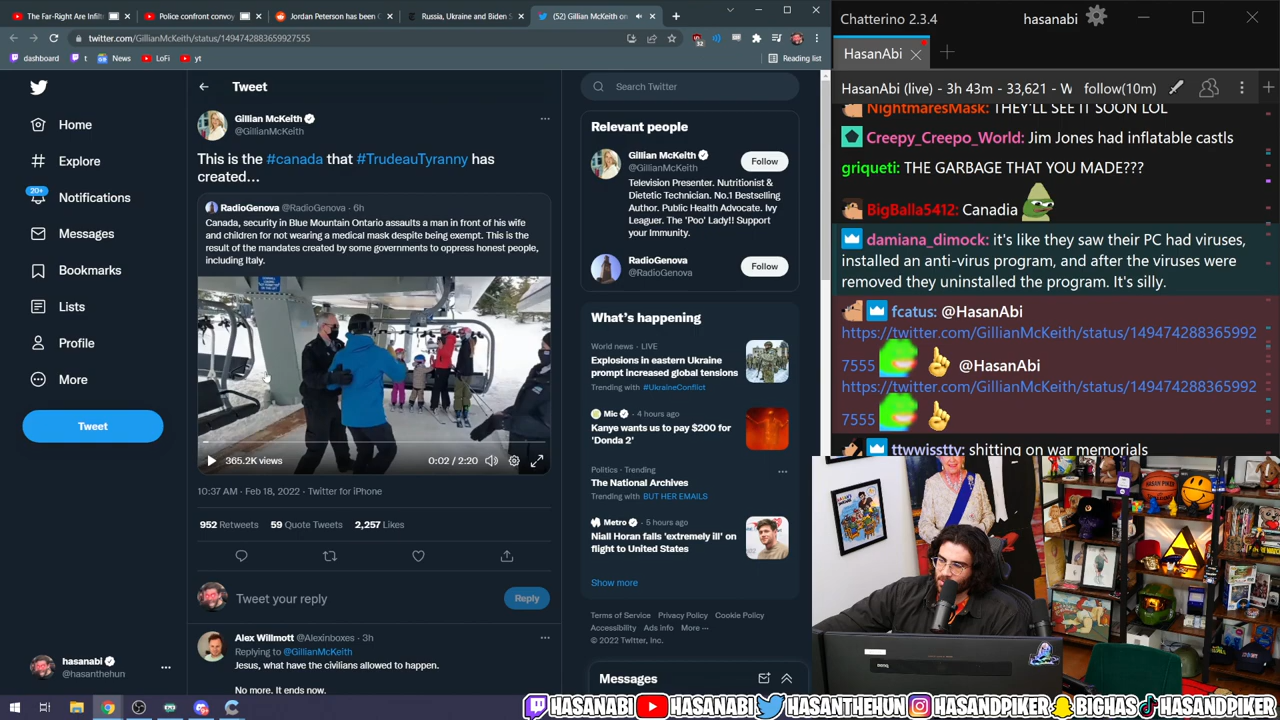 The Far-Right Are Infilt
Police confront convoy
Jordan Peterson has been
Russia, Ukraine and Biden S
(52) Gillian McKeith on
twitter.com/GillianMcKeith/status/1494742883659927555
32
dashboard
t
News
LoFi
yt
Reading list
Home
Explore
20+
Notifications
Messages
Bookmarks
Lists
Profile
More
Tweet
hasanabi
@hasanthehun
Tweet
Gillian McKeith
@GillianMcKeith
This is the #canada that #TrudeauTyranny has
created...
RadioGenova @RadioGenova · 6h
Canada, security in Blue Mountain Ontario assaults a man in front of his wife
and children for not wearing a medical mask despite being exempt. This is the
result of the mandates created by some governments to oppress honest people,
including Italy.
365.2K views
0:02 / 2:20
10:37 AM · Feb 18, 2022 · Twitter for iPhone
952 Retweets 59 Quote Tweets 2,257 Likes
Tweet your reply
Reply
Alex Willmott @Alexinboxes · 3h
Replying to @GillianMcKeith
Jesus, what have the civilians allowed to happen.
No more. It ends now.
Search Twitter
Relevant people
Gillian McKeith
@GillianMcKeith
Follow
Television Presenter. Nutritionist &
Dietetic Technician. No.1 Bestselling
Author. Public Health Advocate. Ivy
League. The 'Poo' Lady!! Support
your Immunity.
RadioGenova
@RadioGenova
Follow
What's happening
World news · LIVE
Explosions in eastern Ukraine
prompt increased global tensions
Trending with #UkraineConflict
Mic · 4 hours ago
Kanye wants us to pay $200 for
'Donda 2'
Politics · Trending
The National Archives
Trending with BUT HER EMAILS
Metro · 5 hours ago
Niall Horan falls 'extremely ill' on
flight to United States
Show more
Terms of Service Privacy Policy Cookie Policy
Accessibility Ads info More ···
© 2022 Twitter, Inc.
Messages
Chatterino 2.3.4
hasanabi
HasanAbi
HasanAbi (live) - 3h 43m - 33,621 - W
follow(10m)
NightmaresMask: THEY'LL SEE IT SOON LOL
Creepy_Creepo_World: Jim Jones had inflatable castls
griqueti: THE GARBAGE THAT YOU MADE???
BigBalla5412: Canadia
damiana_dimock: it's like they saw their PC had viruses,
installed an anti-virus program, and after the viruses were
removed they uninstalled the program. It's silly.
fcatus: @HasanAbi
https://twitter.com/GillianMcKeith/status/149474288365992
7555 @HasanAbi
https://twitter.com/GillianMcKeith/status/149474288365992
7555
ttwwisstty: shitting on war memorials
HASAN PIKER
BENQ
HASANABI
HASANABI
HASANTHEHUN
HASANDPIKER
BIGHAS
HASANDPIKER